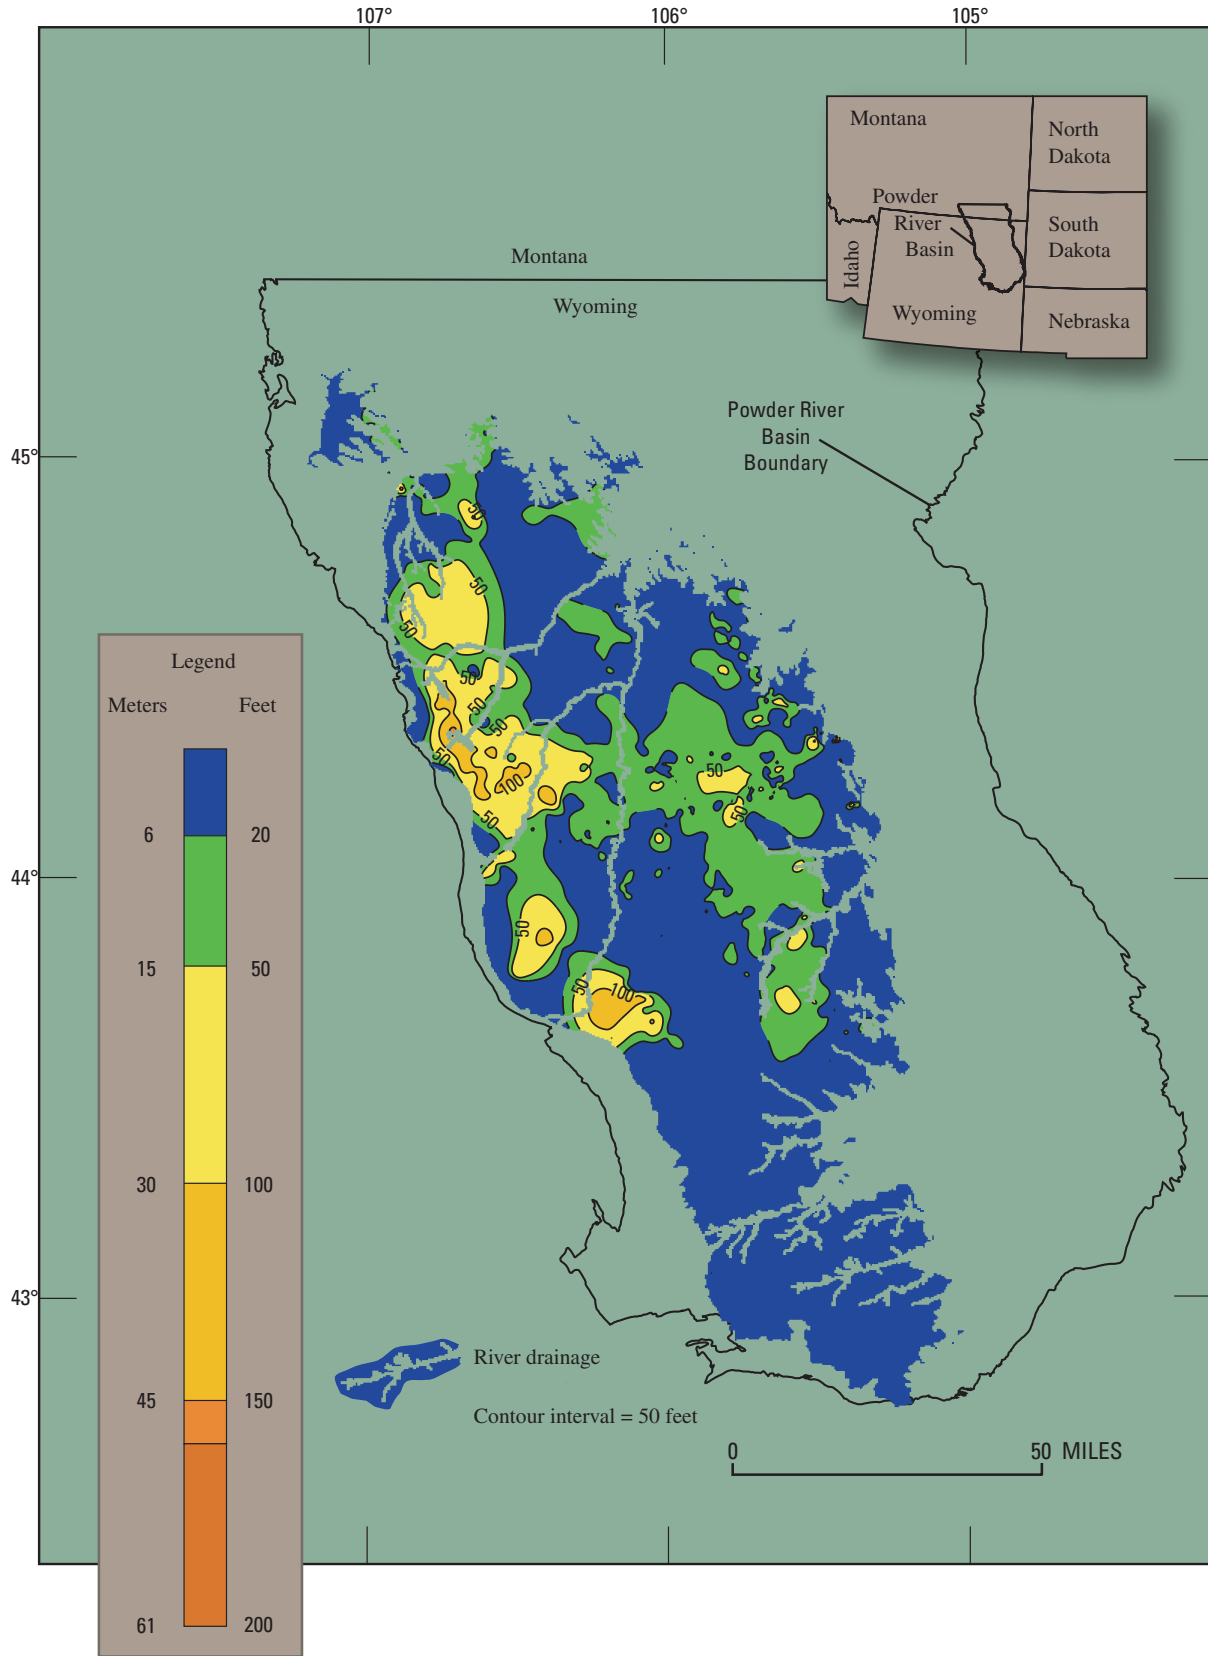 107°
106°
105°
Montana
North
Dakota
Powder
River
Basin
South
Dakota
Idaho
Wyoming
Nebraska
Montana
Wyoming
Powder River
Basin
Boundary
45°
50
50
50
50
50
50
50
100
50
50
50
44°
50
50
100
43°
Legend
Meters
Feet
6
20
15
50
30
100
45
150
61
200
River drainage
Contour interval = 50 feet
0
50 MILES